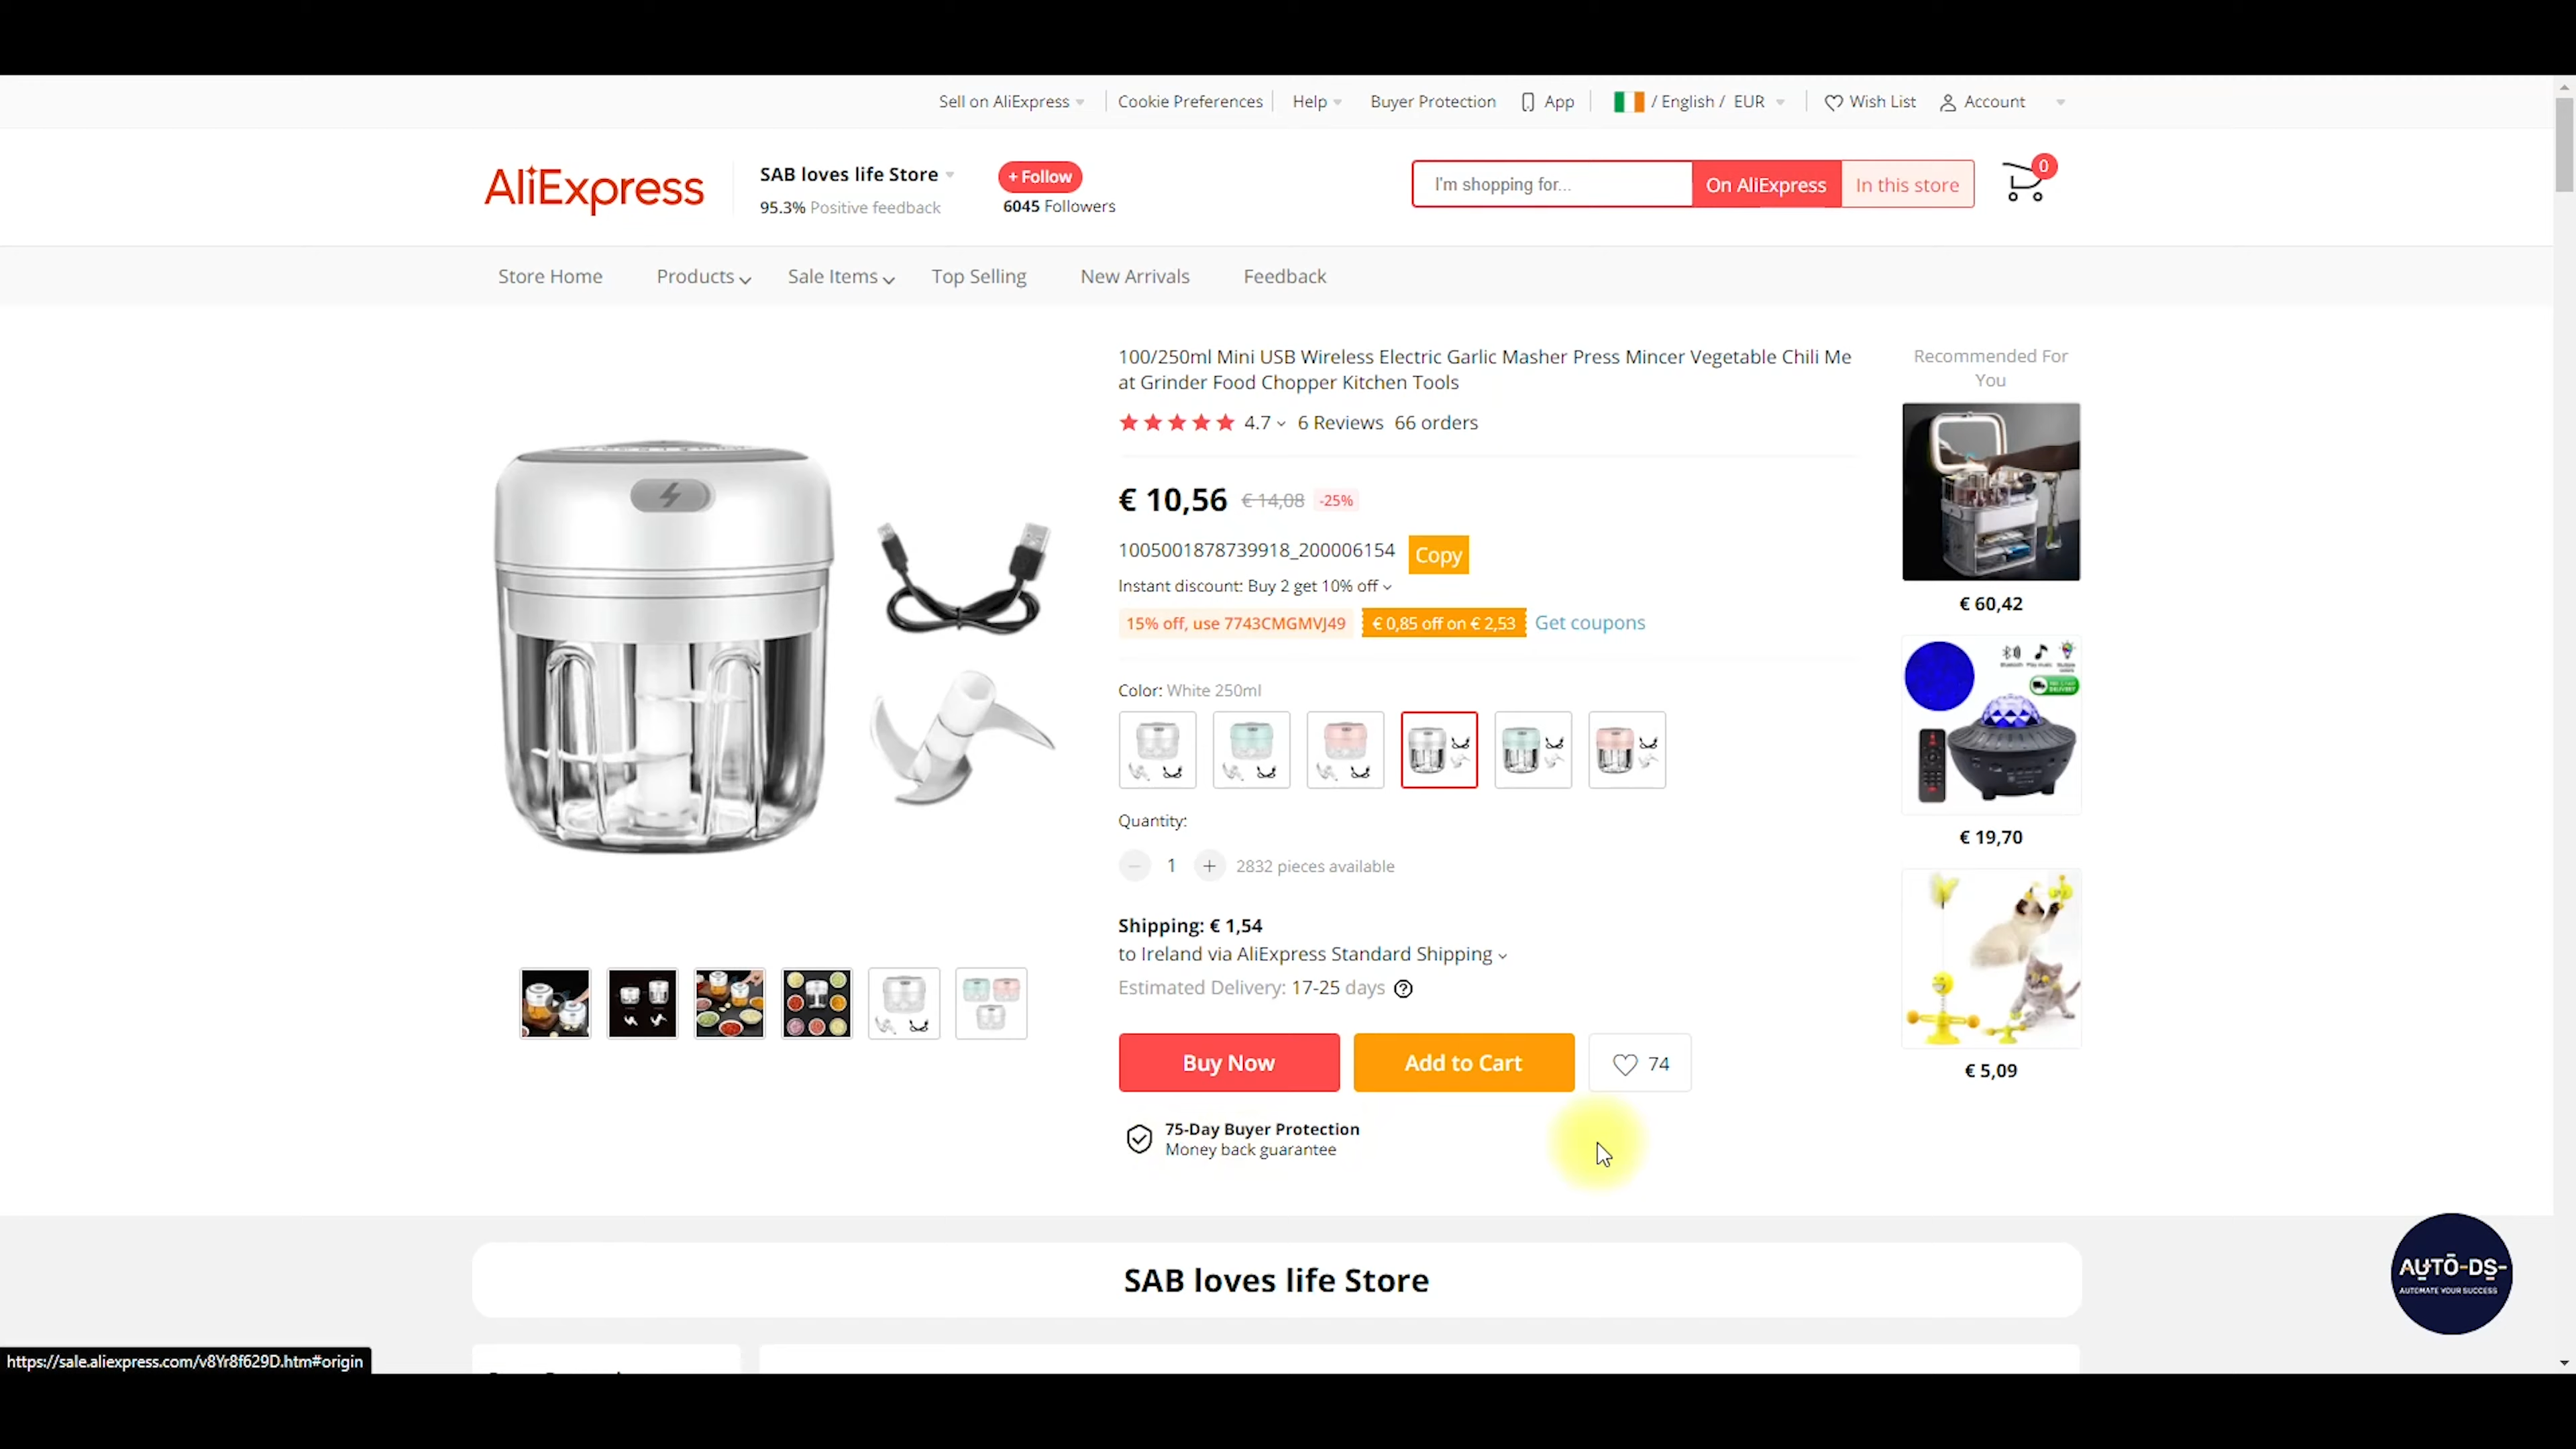 Sell on AliExpress
Cookie Preferences
Help
Buyer Protection
App
/ English / EUR
Wish List
Account
AliExpress
SAB loves life Store
95.3% Positive feedback
+ Follow
6045 Followers
I'm shopping for...
On AliExpress
In this store
0
Store Home
Products
Sale Items
Top Selling
New Arrivals
Feedback
100/250ml Mini USB Wireless Electric Garlic Masher Press Mincer Vegetable Chili Me
at Grinder Food Chopper Kitchen Tools
4.7
6 Reviews
66 orders
€ 10,56 € 14,08 -25%
1005001878739918_200006154
Copy
Instant discount: Buy 2 get 10% off
15% off, use 7743CMGMVJ49
€ 0,85 off on € 2,53
Get coupons
Color: White 250ml
Quantity:
1
2832 pieces available
Shipping: € 1,54
to Ireland via AliExpress Standard Shipping
Estimated Delivery: 17-25 days
Buy Now
Add to Cart
74
75-Day Buyer Protection
Money back guarantee
Recommended For
You
€ 60,42
€ 19,70
€ 5,09
SAB loves life Store
AUTO-DS-
AUTOMATE YOUR SUCCESS
https://sale.aliexpress.com/v8Yr8f629D.htm#origin